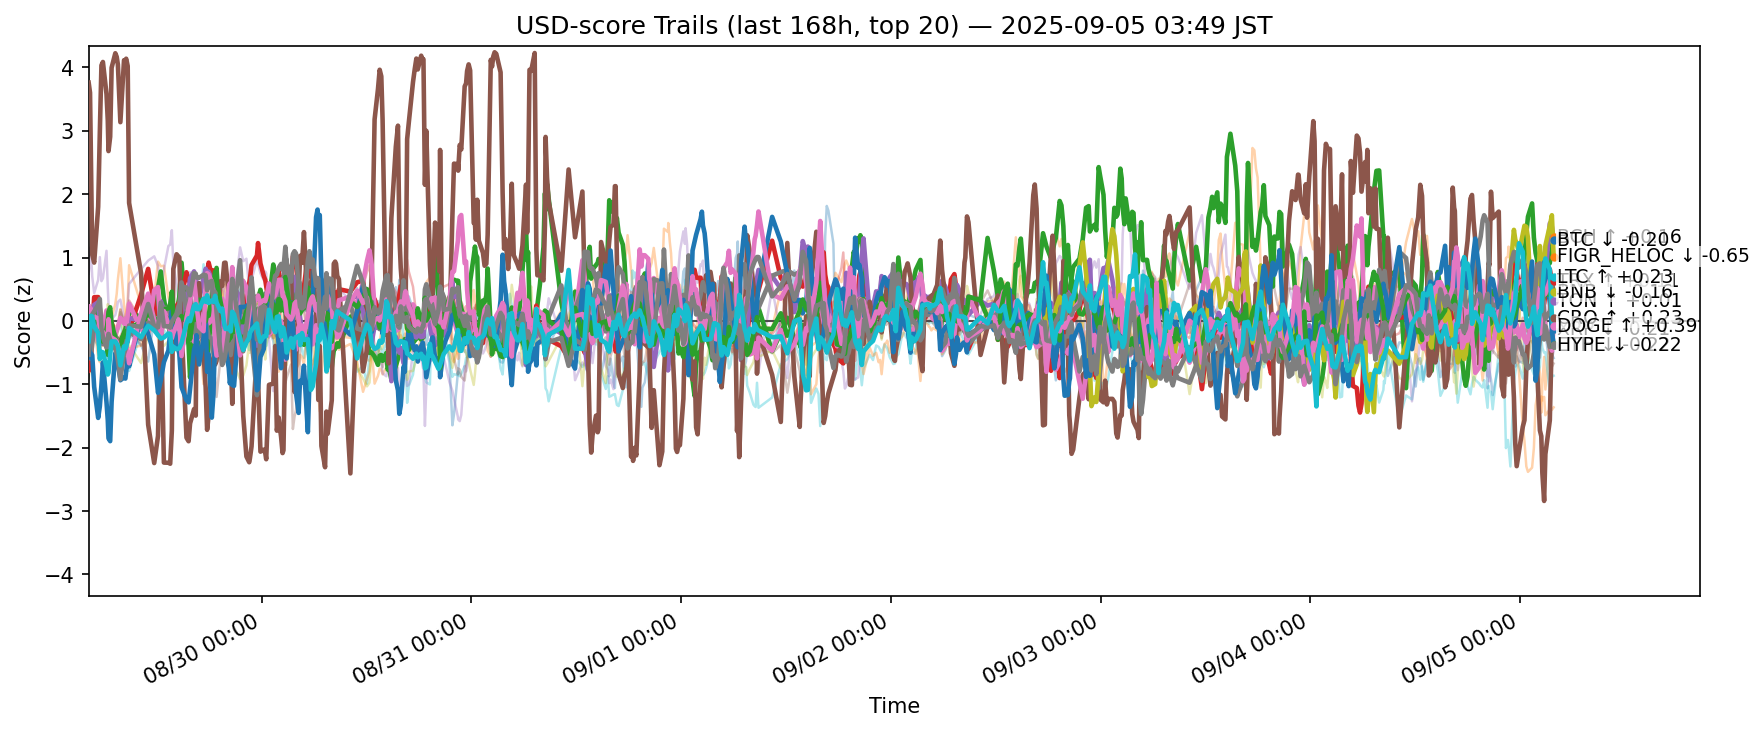 USD-score Trails (last 168h, top 20) — 2025-09-05 03:49 JST
Score (z)
4
3
2
1
0
−1
−2
−3
−4
BTC ↓ -0.20
FIGR_HELOC ↓ -0.65
LTC ↑ +0.23
BNB ↓ -0.16
TON
DOGE ↑ +0.39
HYPE ↓ -0.22
08/30 00:00
08/31 00:00
09/01 00:00
09/02 00:00
09/03 00:00
09/04 00:00
09/05 00:00
Time